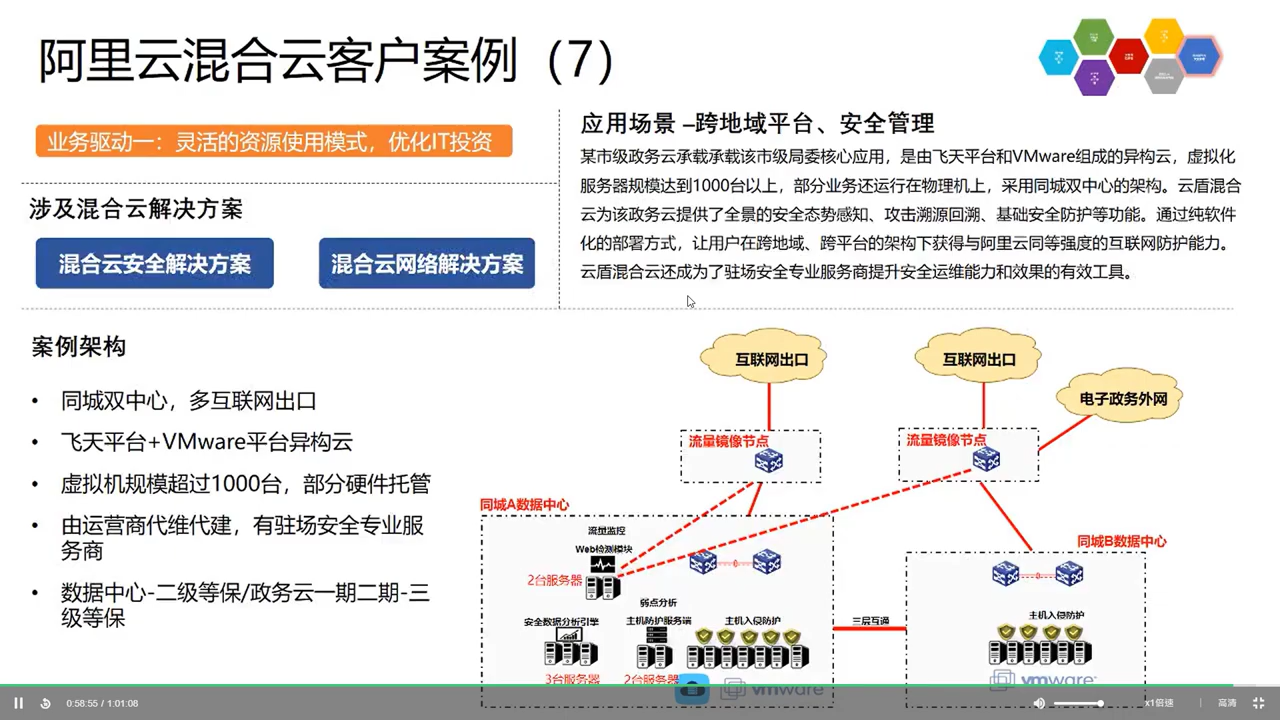 阿里云混合云客户案例（7）
业务驱动一：灵活的资源使用模式，优化IT投资
涉及混合云解决方案
混合云安全解决方案
混合云网络解决方案
应用场景 –跨地域平台、安全管理
某市级政务云承载承载该市级局委核心应用，是由飞天平台和VMware组成的异构云，虚拟化
服务器规模达到1000台以上，部分业务还运行在物理机上，采用同城双中心的架构。云盾混合
云为该政务云提供了全景的安全态势感知、攻击溯源回溯、基础安全防护等功能。通过纯软件
化的部署方式，让用户在跨地域、跨平台的架构下获得与阿里云同等强度的互联网防护能力。
云盾混合云还成为了驻场安全专业服务商提升安全运维能力和效果的有效工具。
案例架构
• 同城双中心，多互联网出口
• 飞天平台+VMware平台异构云
• 虚拟机规模超过1000台，部分硬件托管
• 由运营商代维代建，有驻场安全专业服
务商
• 数据中心-二级等保/政务云一期二期-三
级等保
互联网出口
互联网出口
电子政务外网
流量镜像节点
流量镜像节点
同城A数据中心
流量监控
Web检测模块
2台服务器
弱点分析
安全数据分析引擎
主机防护服务端
主机入侵防护
3台服务器
2台服务器
vmware
三层互通
同城B数据中心
主机入侵防护
vmware
0:58:55 / 1:01:08
x1倍速
高清